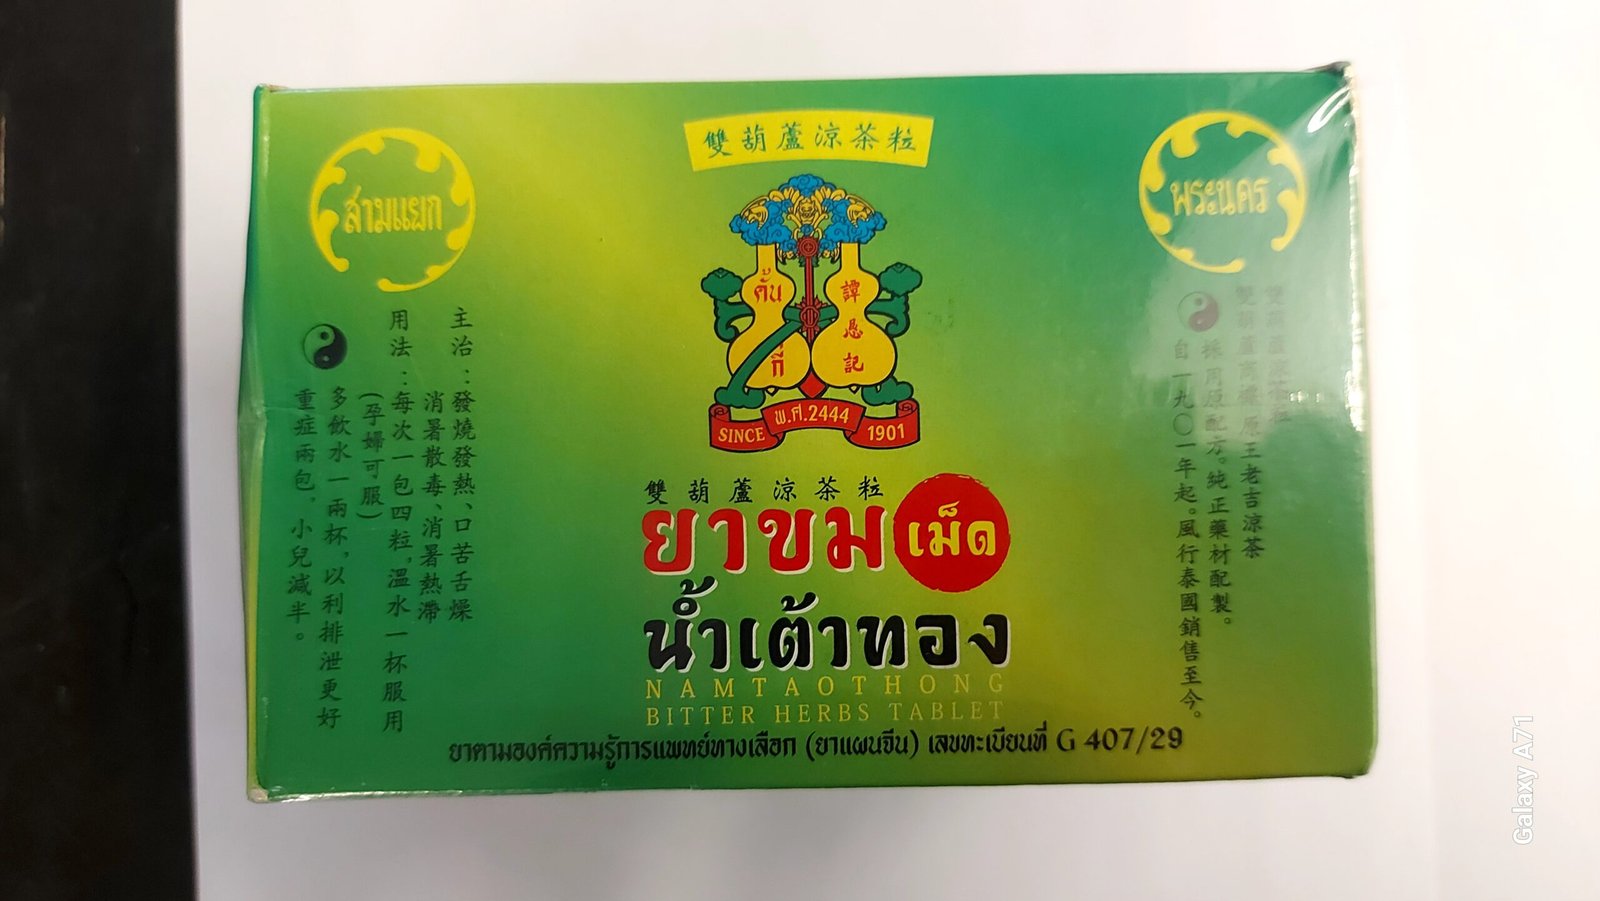 雙葫蘆涼茶粒
สามแยก
พระนคร
คั้น
กี่
譚恳記
SINCE พ.ศ.2444 1901
主治：發燒發熱、口苦舌燥
消暑散毒、消暑熱滯
用法：每次一包四粒，溫水一杯服用
(孕婦可服)
多飲水一兩杯，以利排泄更好
重症兩包，小兒減半。
雙葫蘆商標原王老吉涼茶
採用原配方。純正藥材配製。
自一九〇一年起。風行泰國銷售至今。
雙葫蘆涼茶粒
ยาขม เม็ด
น้ำเต้าทอง
NAMTAOTHONG
BITTER HERBS TABLET
ยาตามองค์ความรู้การแพทย์ทางเลือก (ยาแผนจีน) เลขทะเบียนที่ G 407/29
Galaxy A71